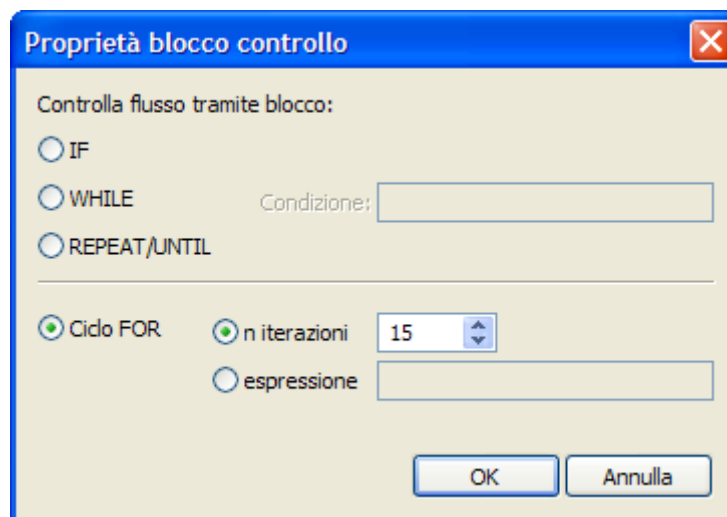 Proprietà blocco controllo
Controlla flusso tramite blocco:
IF
WHILE Condizione:
REPEAT/UNTIL
Ciclo FOR n iterazioni 15
espressione
OK Annulla